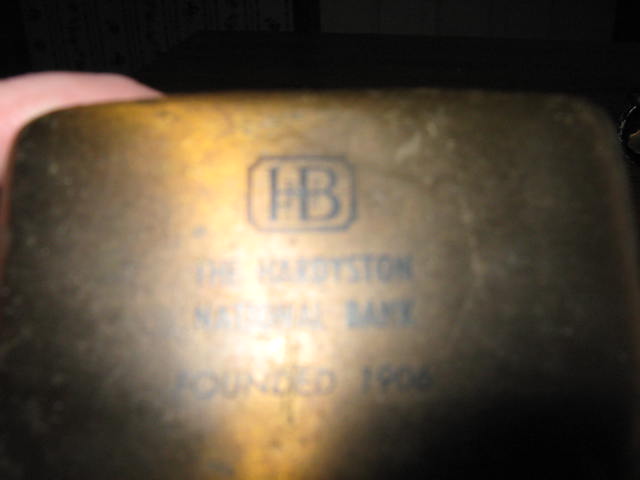 HB
THE HARDYSTON
NATIONAL BANK
FOUNDED 1906